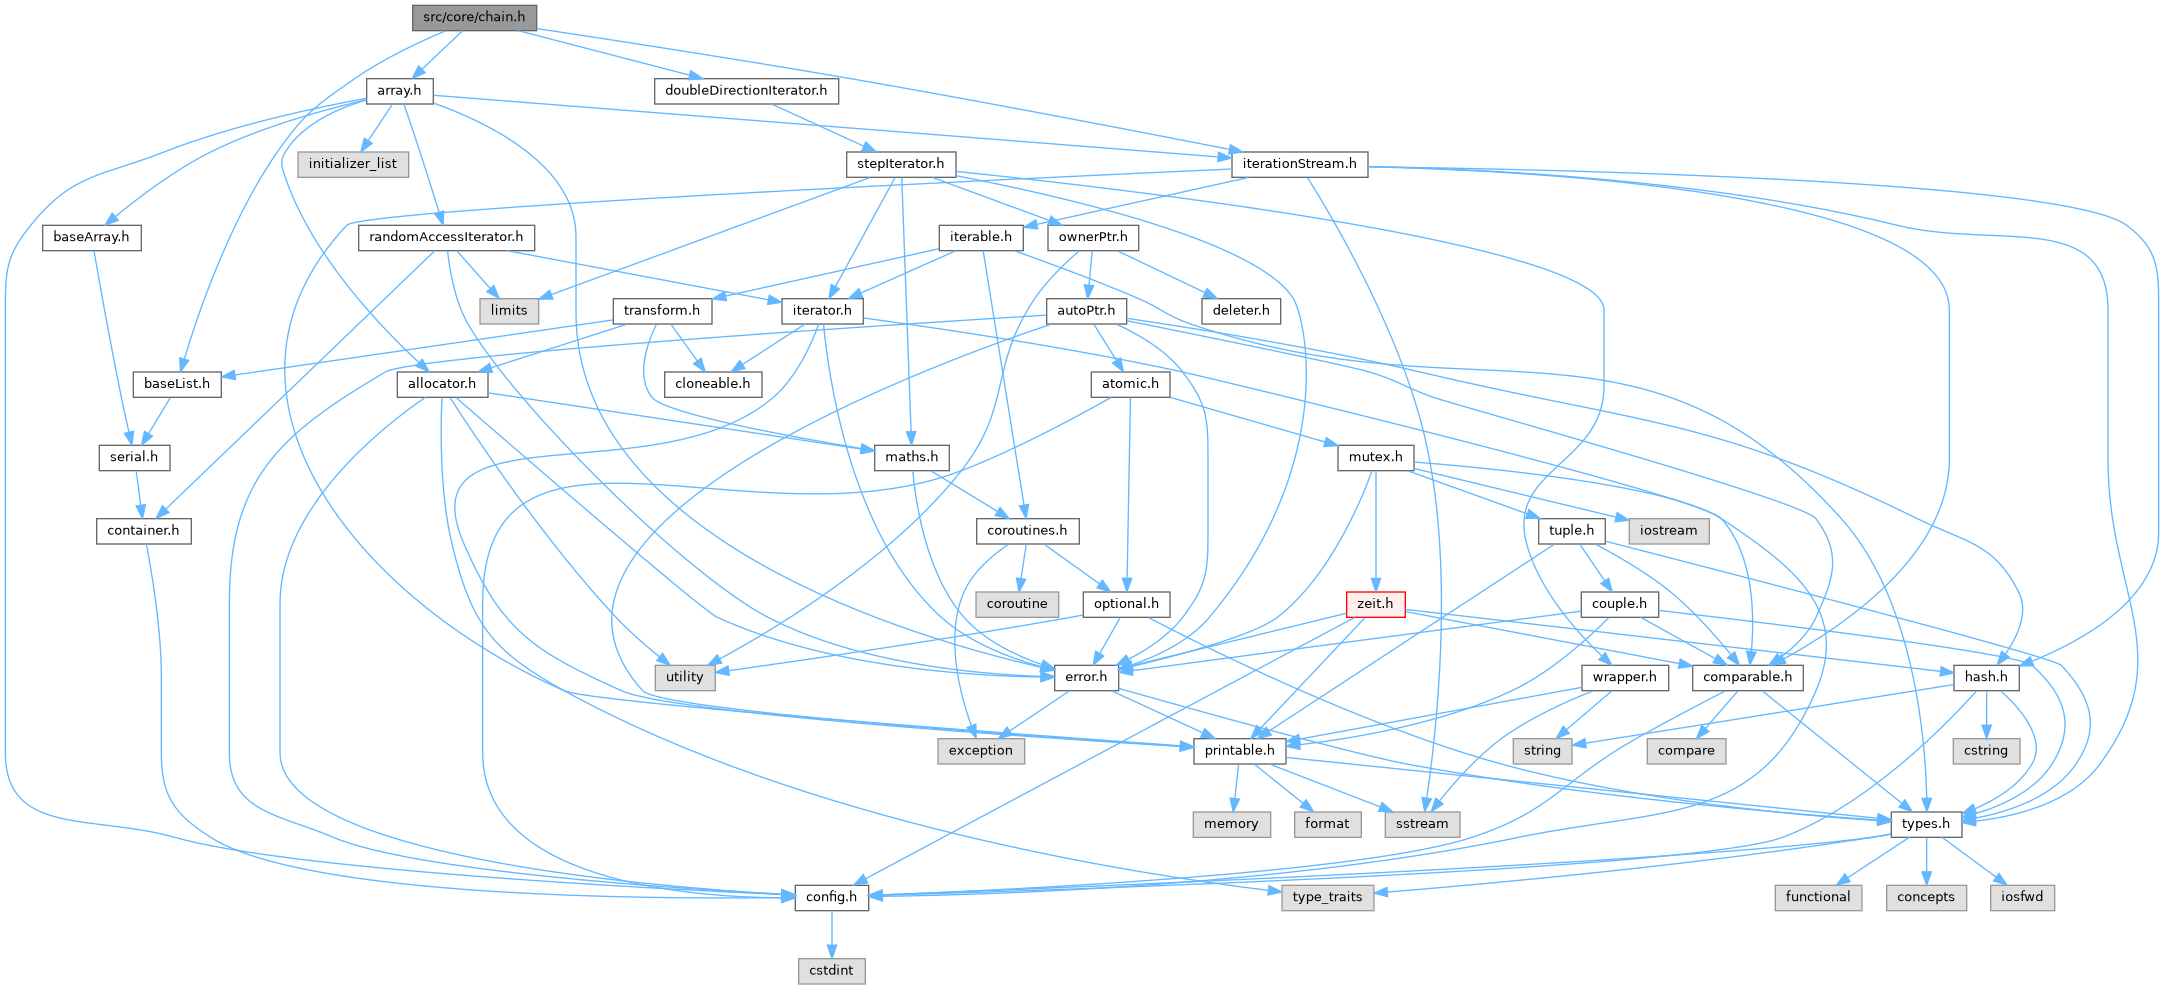 src/core/chain.h
array.h
doubleDirectionIterator.h
initializer_list
stepIterator.h
iterationStream.h
baseArray.h
randomAccessIterator.h
iterable.h
ownerPtr.h
limits
transform.h
iterator.h
autoPtr.h
deleter.h
baseList.h
allocator.h
cloneable.h
atomic.h
serial.h
maths.h
mutex.h
container.h
coroutines.h
tuple.h
iostream
coroutine
optional.h
zeit.h
couple.h
utility
error.h
wrapper.h
comparable.h
hash.h
exception
printable.h
string
compare
cstring
memory
format
sstream
types.h
config.h
type_traits
functional
concepts
iosfwd
cstdint